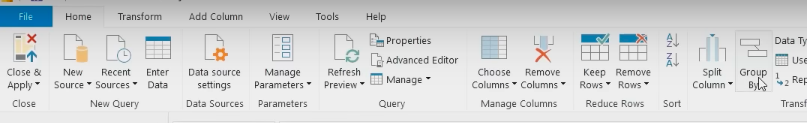 File Home Transform Add Column View Tools Help
Close & Apply
New Source
Recent Sources
Enter Data
Data source settings
Manage Parameters
Refresh Preview
Properties
Advanced Editor
Manage
Choose Columns
Remove Columns
Keep Rows
Remove Rows
Split Column
Group By
Data Ty
Use
Rep
Close New Query Data Sources Parameters Query Manage Columns Reduce Rows Sort Transf